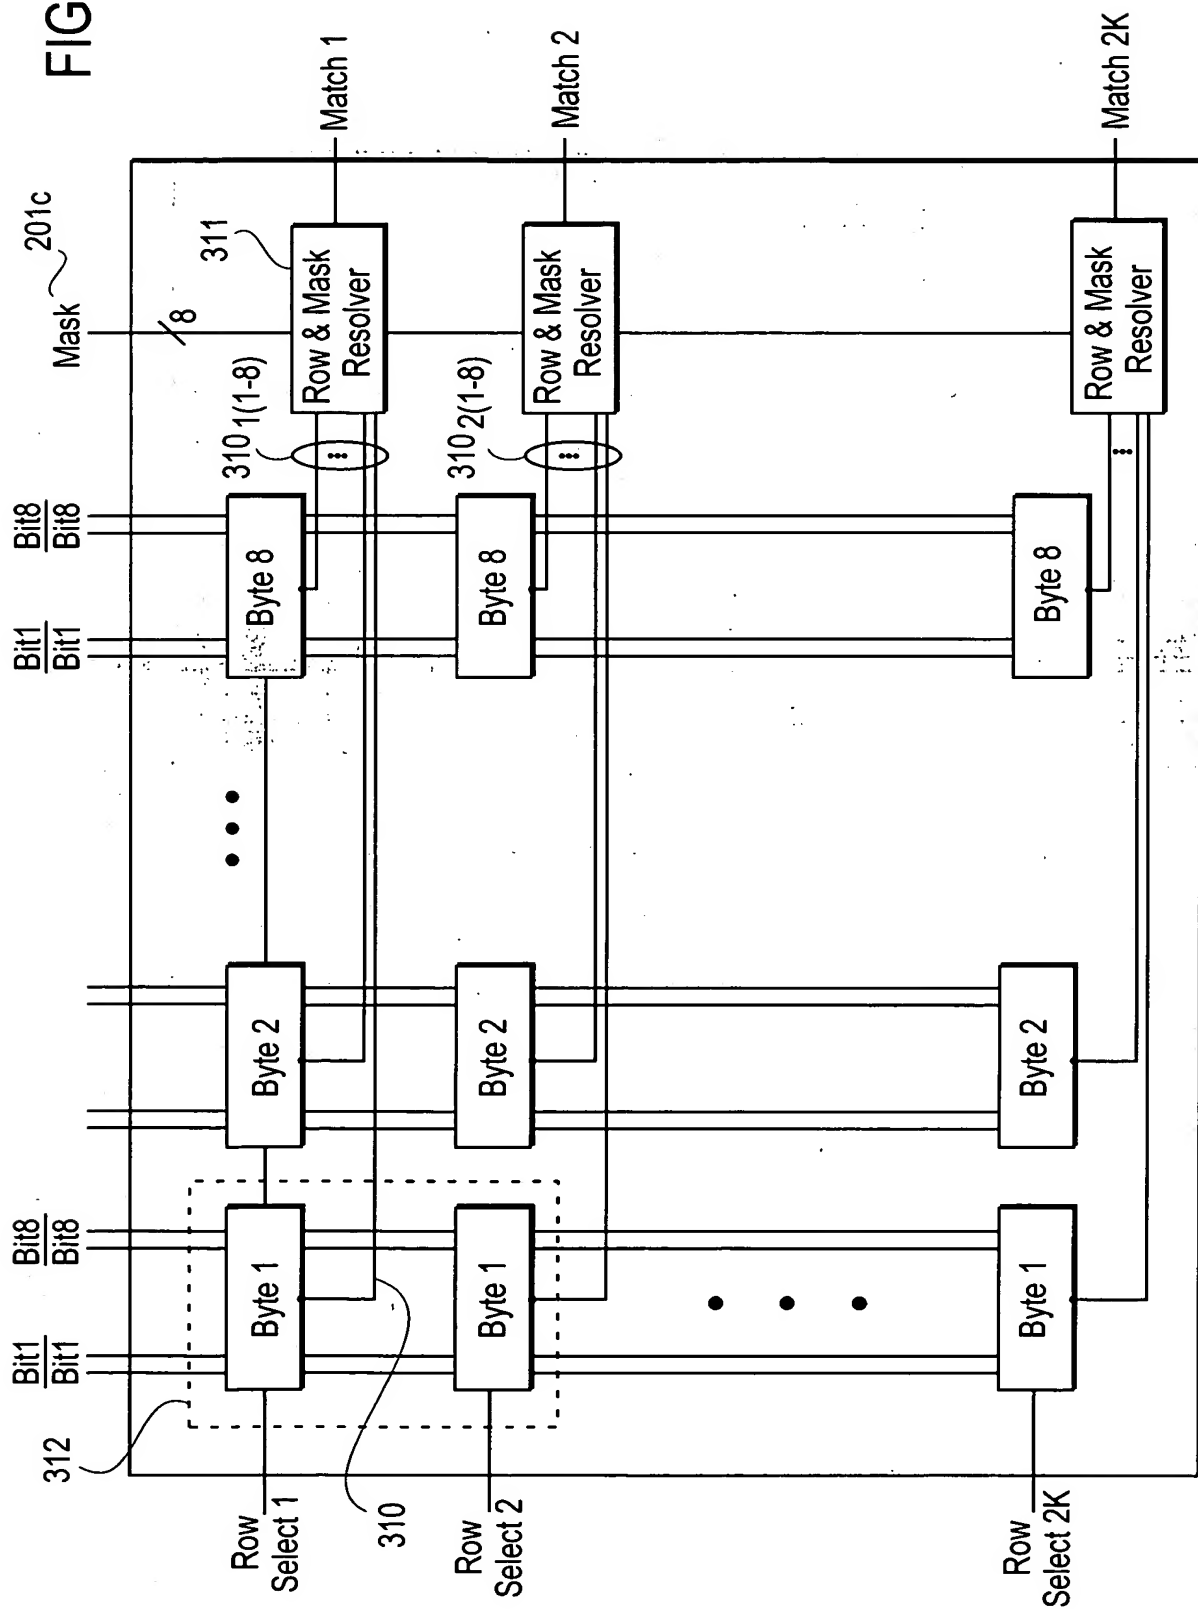 FIG
Mask 201c
Bit1
Bit1
Bit8
Bit8
Bit1
Bit1
Bit8
Bit8
8
312
Row
Select 1
Byte 1
Byte 2
Byte 8
310 1(1-8)
Row & Mask
Resolver
311
Match 1
310
Row
Select 2
Byte 1
Byte 2
Byte 8
310 2(1-8)
Row & Mask
Resolver
Match 2
Row
Select 2K
Byte 1
Byte 2
Byte 8
Row & Mask
Resolver
Match 2K